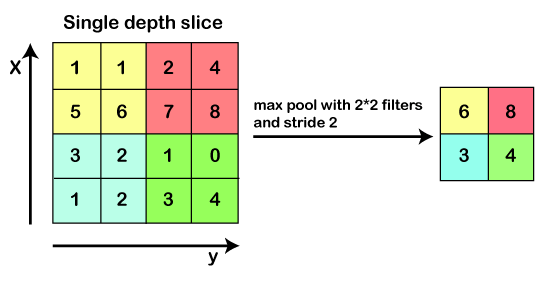 Single depth slice
X
1 1 2 4
5 6 7 8
3 2 1 0
1 2 3 4
y
max pool with 2*2 filters
and stride 2
6 8
3 4